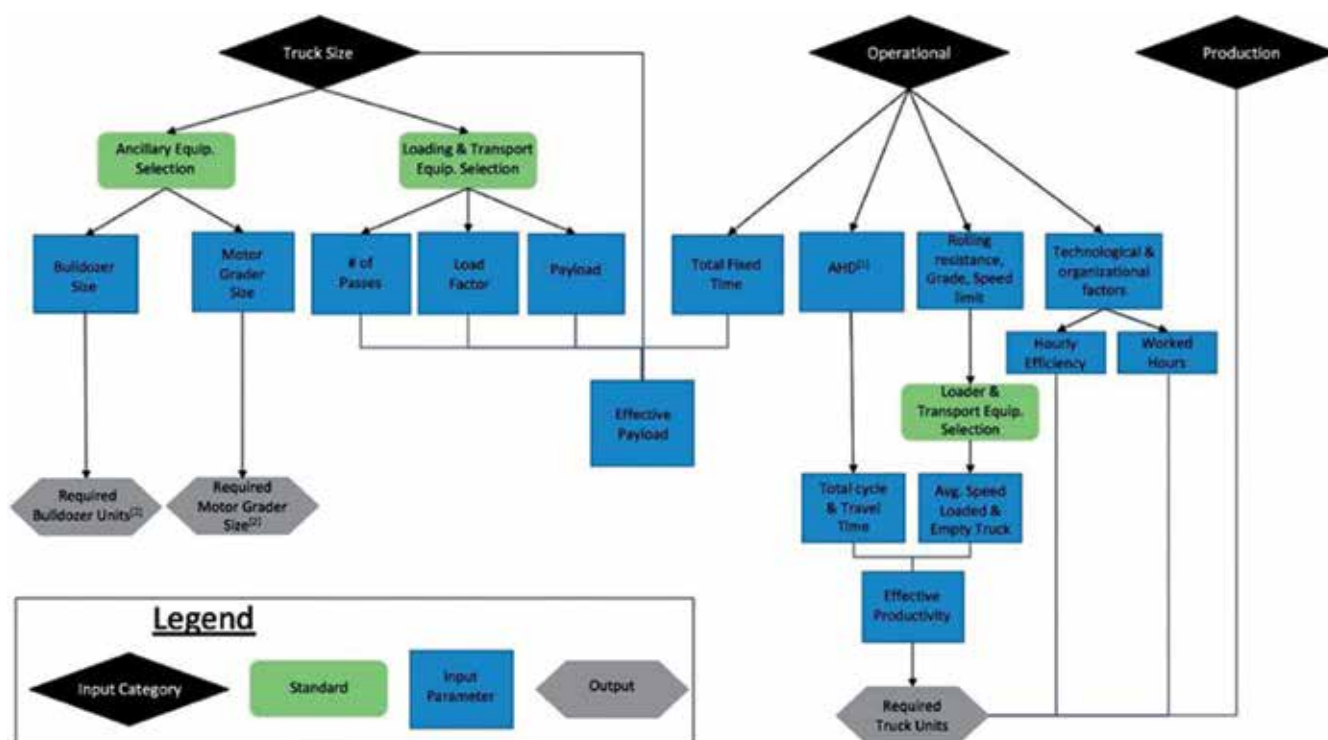 Truck Size
Operational
Production
Ancillary Equip.
Selection
Loading & Transport
Equip. Selection
Bulldozer
Size
Motor
Grader
Size
# of
Passes
Load
Factor
Payload
Total Fixed
Time
AHD[1]
Rolling
resistance,
Grade, Speed
limit
Technological &
organizational
factors
Hourly
Efficiency
Worked
Hours
Loader &
Transport Equip.
Selection
Effective
Payload
Required
Bulldozer Units[2]
Required
Motor Grader
Size[2]
Total cycle
& Travel
Time
Avg. Speed
Loaded &
Empty Truck
Effective
Productivity
Required
Truck Units
Legend
Input Category
Standard
Input
Parameter
Output